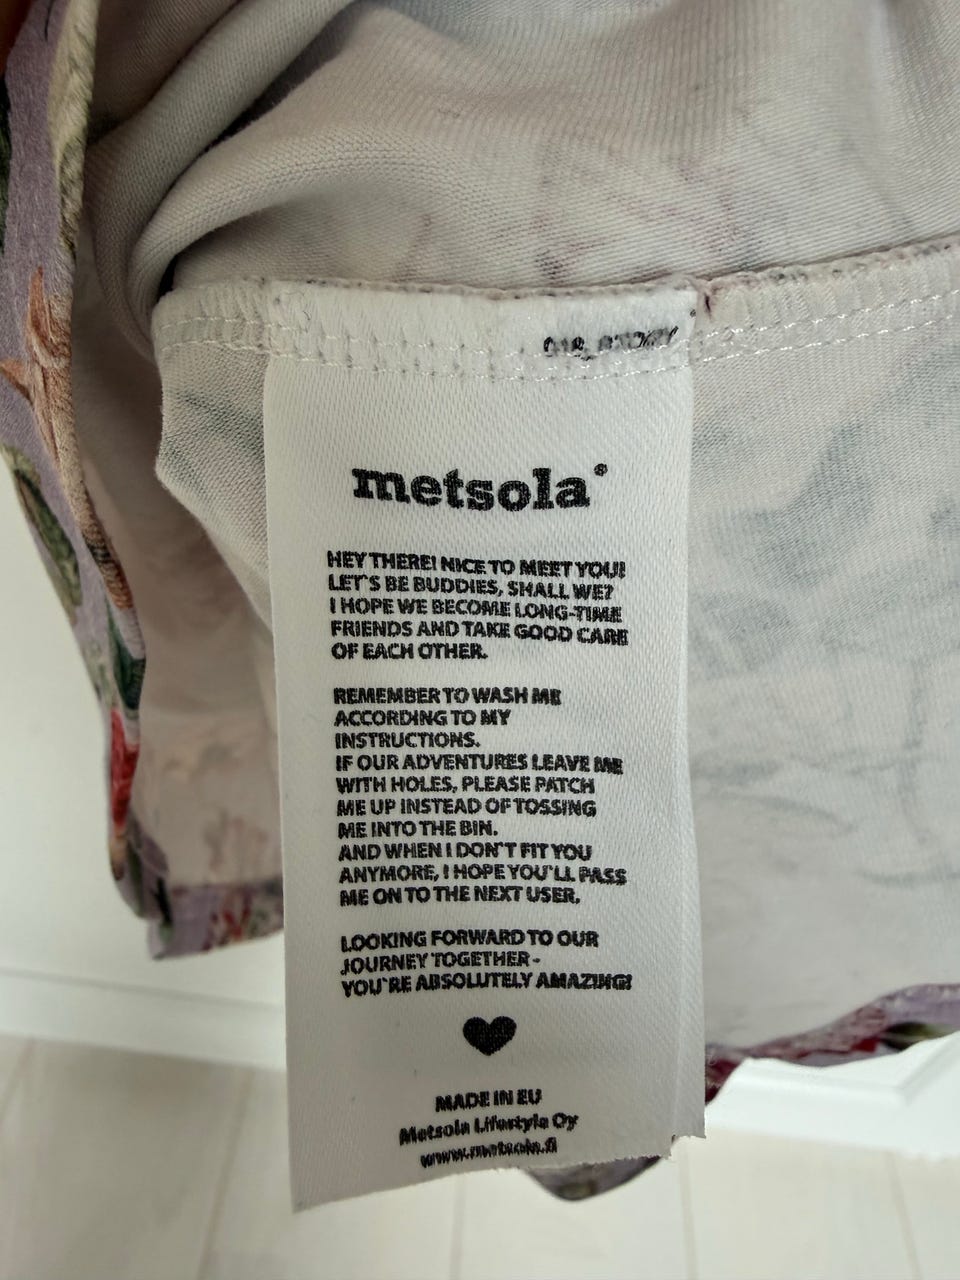 metsola
HEY THERE! NICE TO MEET YOU!
LET'S BE BUDDIES, SHALL WE?
I HOPE WE BECOME LONG-TIME
FRIENDS AND TAKE GOOD CARE
OF EACH OTHER.
REMEMBER TO WASH ME
ACCORDING TO MY
INSTRUCTIONS.
IF OUR ADVENTURES LEAVE ME
WITH HOLES, PLEASE PATCH
ME UP INSTEAD OF TOSSING
ME INTO THE BIN.
AND WHEN I DON'T FIT YOU
ANYMORE, I HOPE YOU'LL PASS
ME ON TO THE NEXT USER.
LOOKING FORWARD TO OUR
JOURNEY TOGETHER -
YOU'RE ABSOLUTELY AMAZING!
MADE IN EU
Metsola Lifestyle Oy
www.metsola.fi